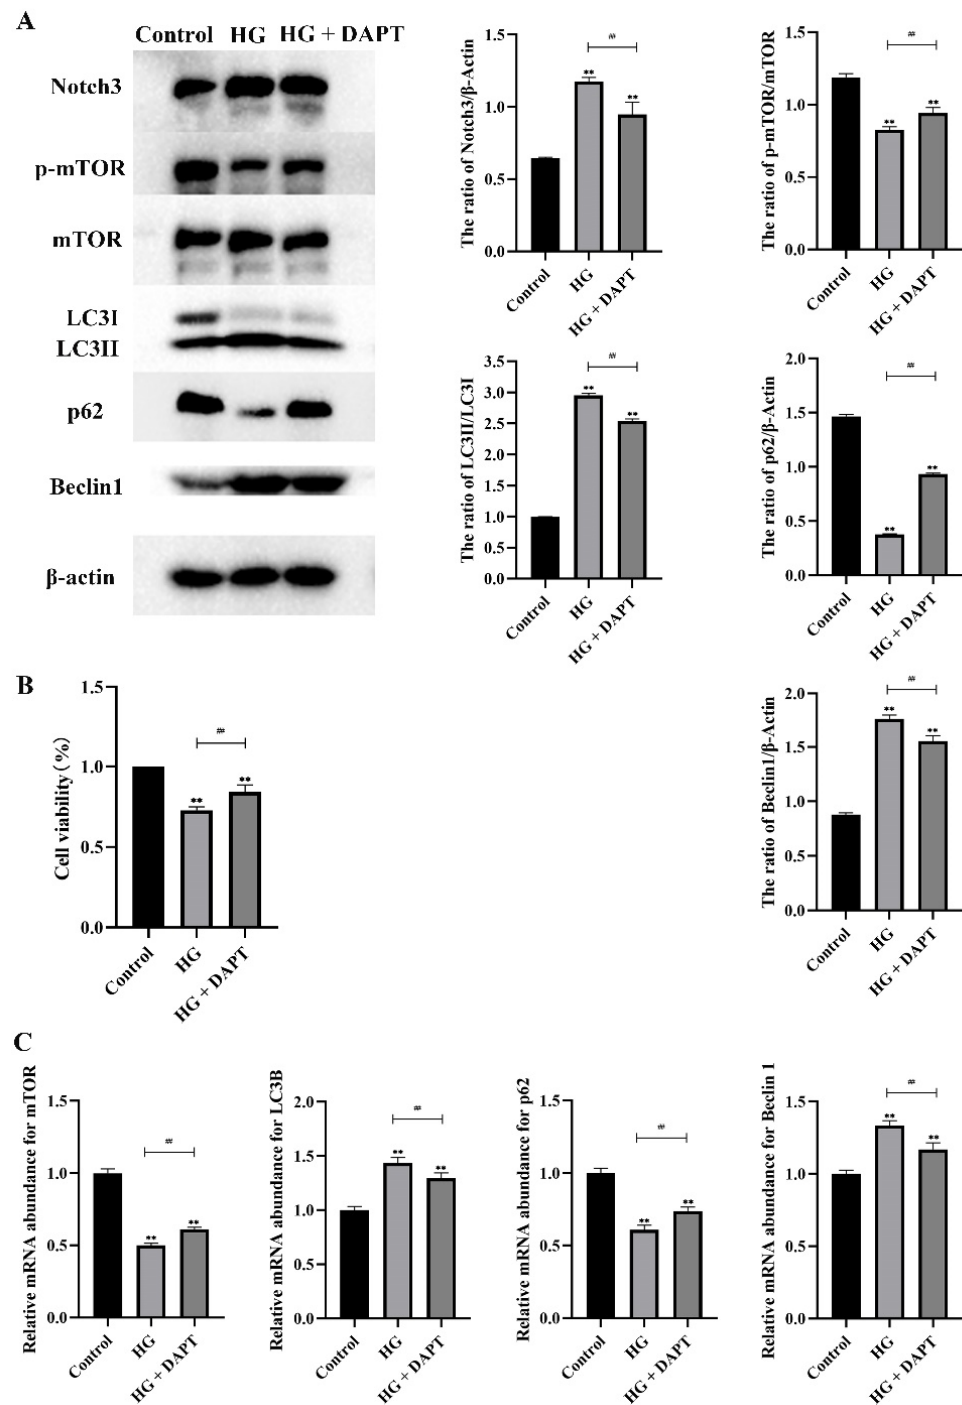 A
Control HG HG + DAPT
Notch3
p-mTOR
mTOR
LC3I
LC3II
p62
Beclin1
β-actin
The ratio of Notch3/β-Actin
1.5
1.0
0.5
0.0
**
**
##
Control
HG
HG + DAPT
The ratio of p-mTOR/mTOR
1.5
1.0
0.5
0.0
**
**
##
Control
HG
HG + DAPT
The ratio of LC3II/LC3I
3.5
3.0
2.5
2.0
1.5
1.0
0.5
0.0
**
**
##
Control
HG
HG + DAPT
The ratio of p62/β-Actin
2.0
1.5
1.0
0.5
0.0
**
**
##
Control
HG
HG + DAPT
B
Cell viability (%)
1.5
1.0
0.5
0.0
**
**
##
Control
HG
HG + DAPT
The ratio of Beclin1/β-Actin
2.0
1.5
1.0
0.5
0.0
**
**
##
Control
HG
HG + DAPT
C
Relative mRNA abundance for mTOR
1.5
1.0
0.5
0.0
**
**
##
Control
HG
HG + DAPT
Relative mRNA abundance for LC3B
2.0
1.5
1.0
0.5
0.0
**
**
##
Control
HG
HG + DAPT
Relative mRNA abundance for p62
1.5
1.0
0.5
0.0
**
**
##
Control
HG
HG + DAPT
Relative mRNA abundance for Beclin 1
1.5
1.0
0.5
0.0
**
**
##
Control
HG
HG + DAPT